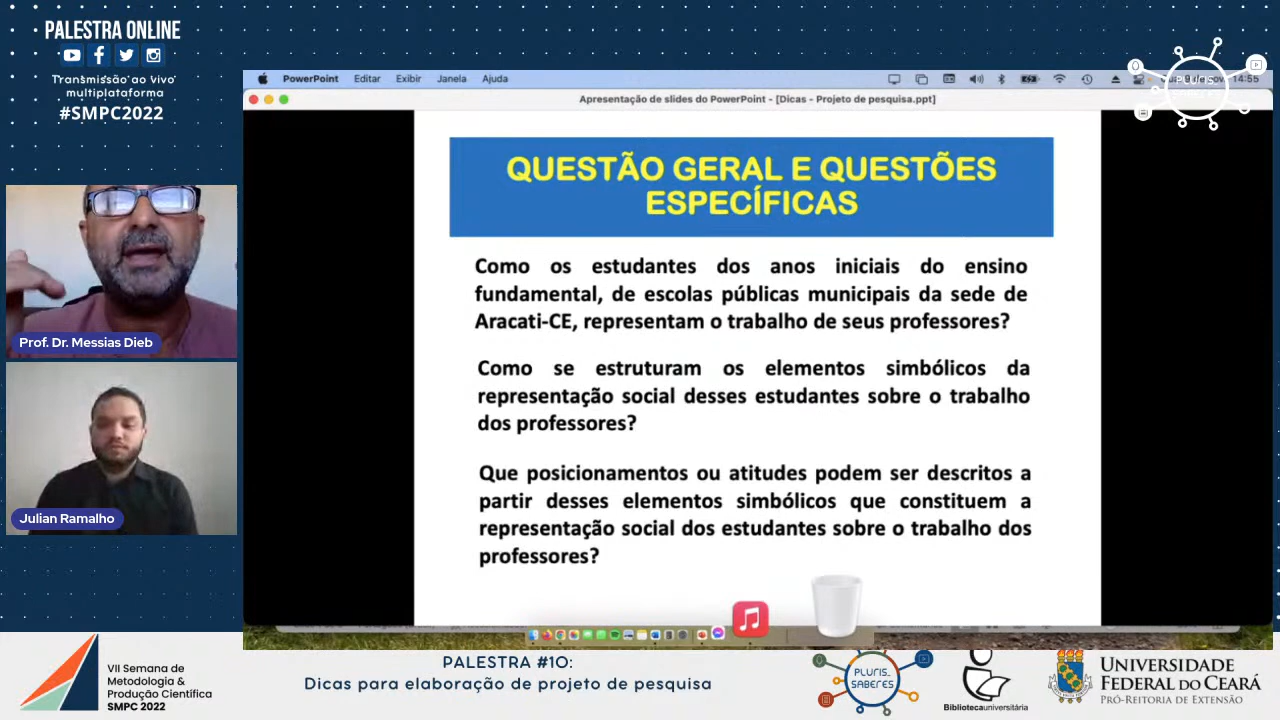 PALESTRA ONLINE
Transmissão ao vivo
multiplataforma
#SMPC2022
PowerPoint Editar Exibir Janela Ajuda
14:55
PLURIS_
Apresentação de slides do PowerPoint - [Dicas - Projeto de pesquisa.ppt]
QUESTÃO GERAL E QUESTÕES
ESPECÍFICAS
Como os estudantes dos anos iniciais do ensino
fundamental, de escolas públicas municipais da sede de
Aracati-CE, representam o trabalho de seus professores?
Como se estruturam os elementos simbólicos da
representação social desses estudantes sobre o trabalho
dos professores?
Que posicionamentos ou atitudes podem ser descritos a
partir desses elementos simbólicos que constituem a
representação social dos estudantes sobre o trabalho dos
professores?
Prof. Dr. Messias Dieb
Julian Ramalho
VII Semana de
Metodologia &
Produção Científica
SMPC 2022
PALESTRA #10:
Dicas para elaboração de projeto de pesquisa
PLURIS_
SABERES
Bibliotecauniversitária
UNIVERSIDADE
FEDERAL DO CEARÁ
PRÓ-REITORIA DE EXTENSÃO